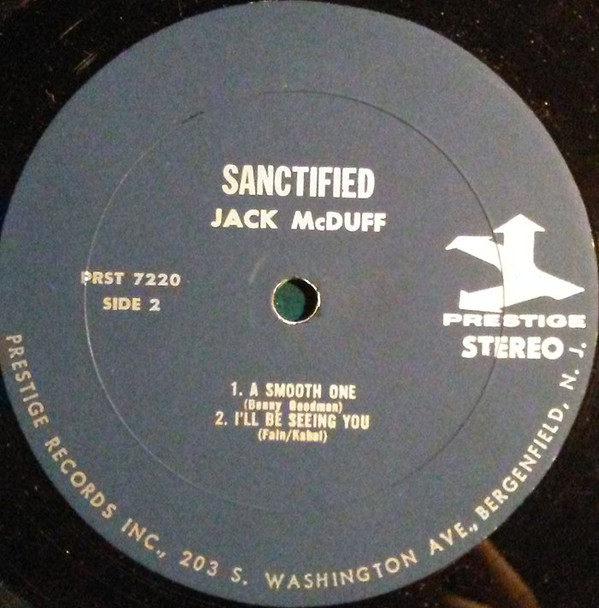 SANCTIFIED
JACK McDUFF
PRST 7220
SIDE 2
PRESTIGE
STEREO
1. A SMOOTH ONE
(Benny Goodman)
2. I'LL BE SEEING YOU
(Fain/Kahal)
PRESTIGE RECORDS INC., 203 S. WASHINGTON AVE., BERGENFIELD, N. J.